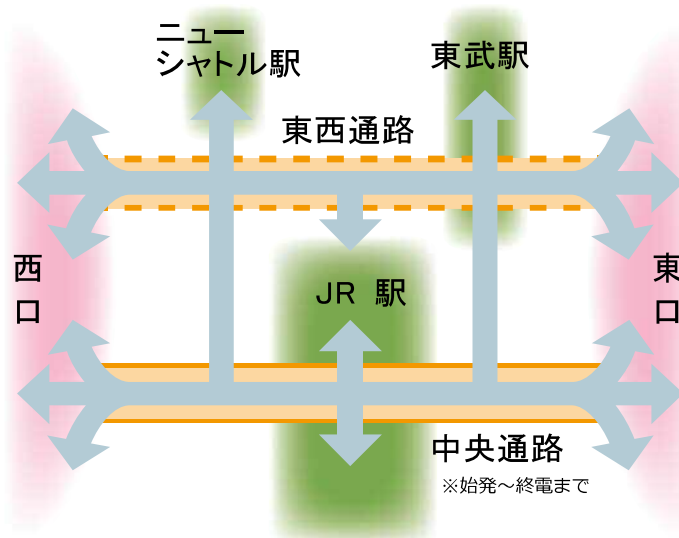 ニュー
シャトル駅
東武駅
東西通路
西口
JR 駅
東口
中央通路
※始発～終電まで